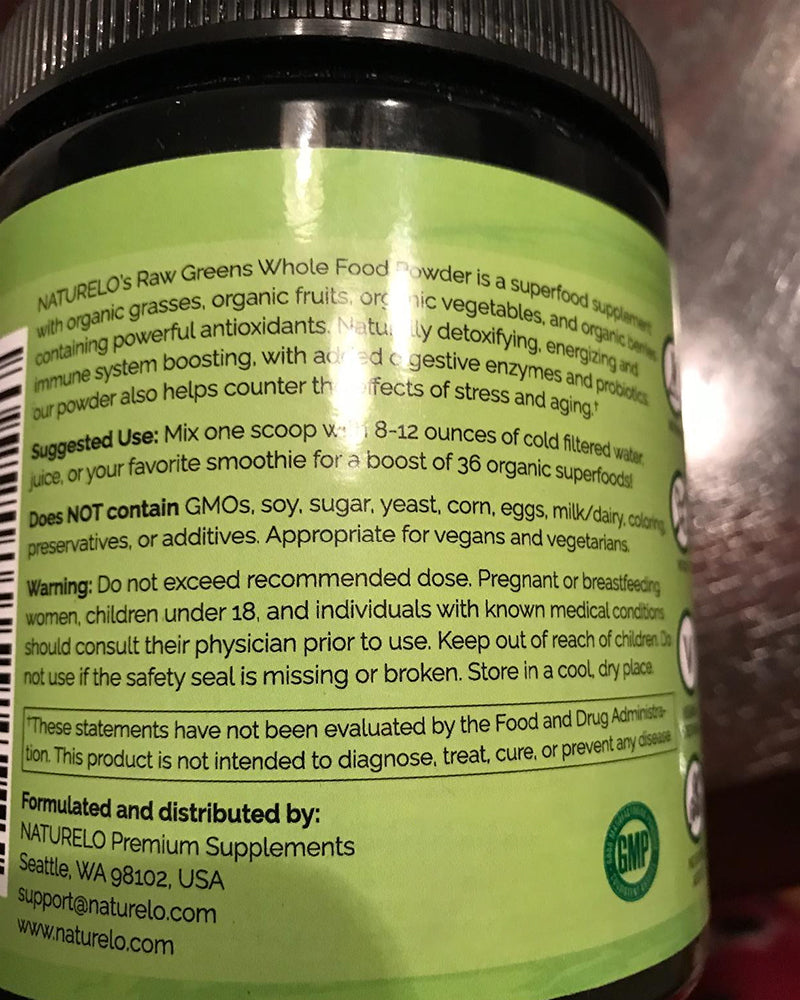 NATURELO's Raw Greens Whole Food Powder is a superfood supplement
with organic grasses, organic fruits, organic vegetables, and organic berries
containing powerful antioxidants. Naturally detoxifying, energizing and
immune system boosting, with added digestive enzymes and probiotics,
our powder also helps counter the effects of stress and aging.†
Suggested Use: Mix one scoop with 8-12 ounces of cold filtered water,
juice, or your favorite smoothie for a boost of 36 organic superfoods!
Does NOT contain GMOs, soy, sugar, yeast, corn, eggs, milk/dairy, coloring,
preservatives, or additives. Appropriate for vegans and vegetarians.
Warning: Do not exceed recommended dose. Pregnant or breastfeeding
women, children under 18, and individuals with known medical conditions
should consult their physician prior to use. Keep out of reach of children. Do
not use if the safety seal is missing or broken. Store in a cool, dry place.
†These statements have not been evaluated by the Food and Drug Administra-
tion. This product is not intended to diagnose, treat, cure, or prevent any disease.
Formulated and distributed by:
NATURELO Premium Supplements
Seattle, WA 98102, USA
support@naturelo.com
www.naturelo.com
GMP